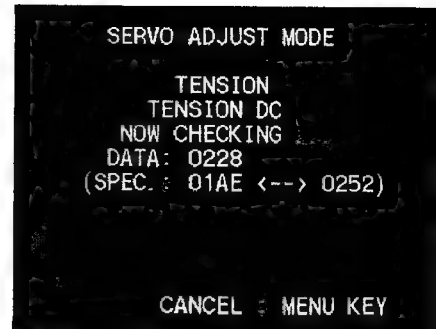 SERVO ADJUST MODE
TENSION
TENSION DC
NOW CHECKING
DATA: 0228
(SPEC.: 01AE <--> 0252)
CANCEL : MENU KEY